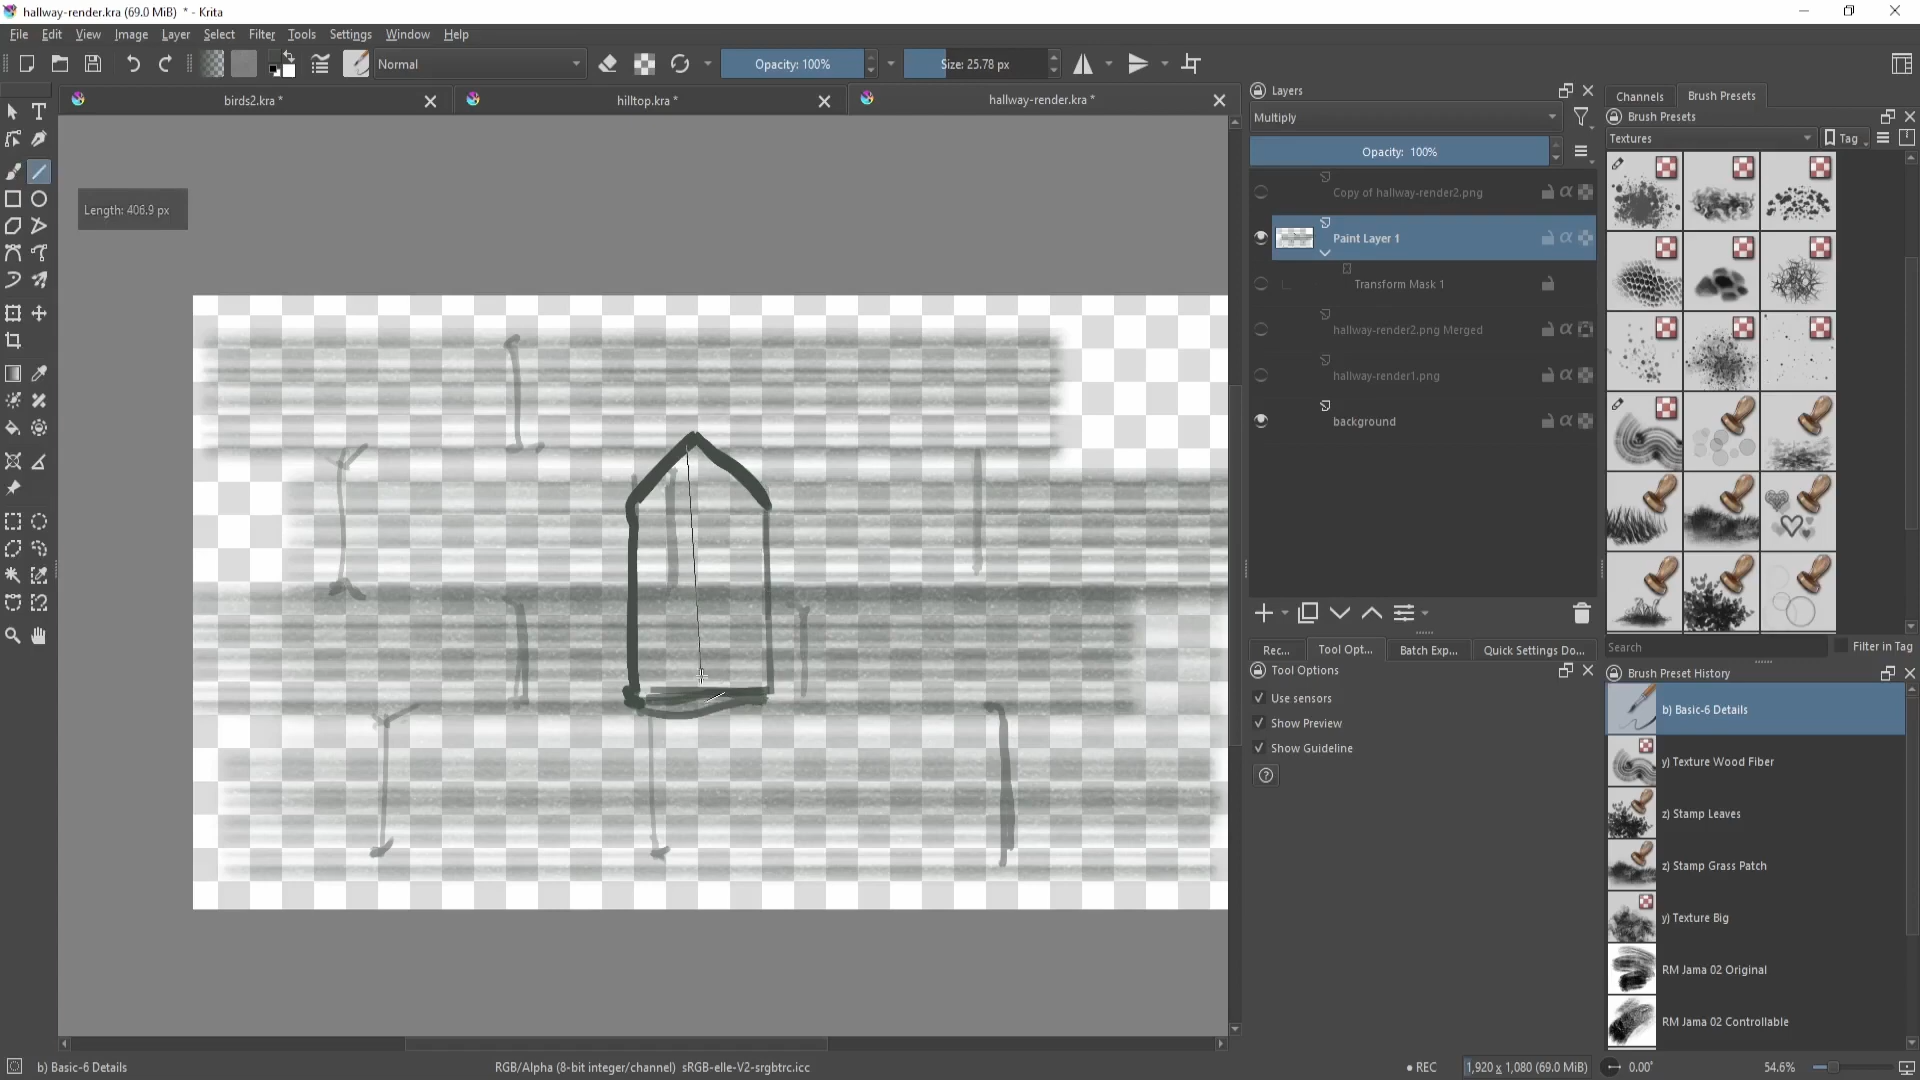 hallway-render.kra (69.0 MiB) * - Krita
File Edit View Image Layer Select Filter Tools Settings Window Help
Normal
Opacity: 100%
Size: 25.78 px
birds2.kra *
hilltop.kra *
hallway-render.kra *
Length: 406.9 px
Layers
Multiply
Opacity: 100%
Copy of hallway-render2.png
Paint Layer 1
Transform Mask 1
hallway-render2.png Merged
hallway-render1.png
background
Rec... Tool Opt... Batch Exp... Quick Settings Do...
Tool Options
Use sensors
Show Preview
Show Guideline
Channels Brush Presets
Brush Presets
Textures
Tag
Search
Filter in Tag
Brush Preset History
b) Basic-6 Details
y) Texture Wood Fiber
z) Stamp Leaves
z) Stamp Grass Patch
y) Texture Big
RM Jama 02 Original
RM Jama 02 Controllable
b) Basic-6 Details
RGB/Alpha (8-bit integer/channel) sRGB-elle-V2-srgbtrc.icc
REC
1,920 x 1,080 (69.0 MiB)
0.00°
54.6%